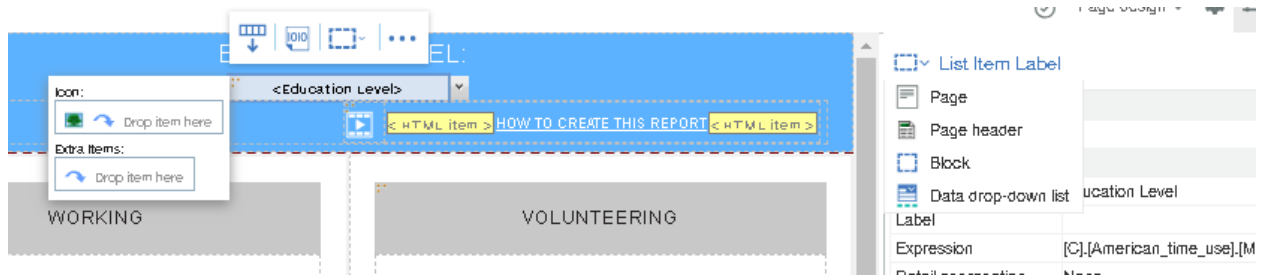 Page design
1010
List Item Label
Icon:
<Education Level>
Page
Drop item here
< HTML item > HOW TO CREATE THIS REPORT < HTML item >
Page header
Extra Items:
Block
Drop item here
Data drop-down list
ucation Level
WORKING
VOLUNTEERING
Label
Expression
[C].[American_time_use].[M